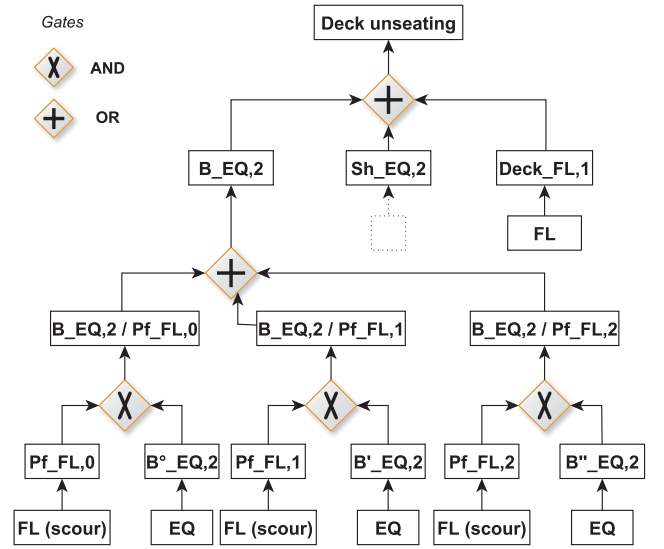 Deck unseating
Gates
AND
OR
B_EQ,2
Sh_EQ,2
Deck_FL,1
FL
B_EQ,2 / Pf_FL,0
B_EQ,2 / Pf_FL,1
B_EQ,2 / Pf_FL,2
Pf_FL,0
B°_EQ,2
Pf_FL,1
B'_EQ,2
Pf_FL,2
B"_EQ,2
FL (scour)
EQ
FL (scour)
EQ
FL (scour)
EQ